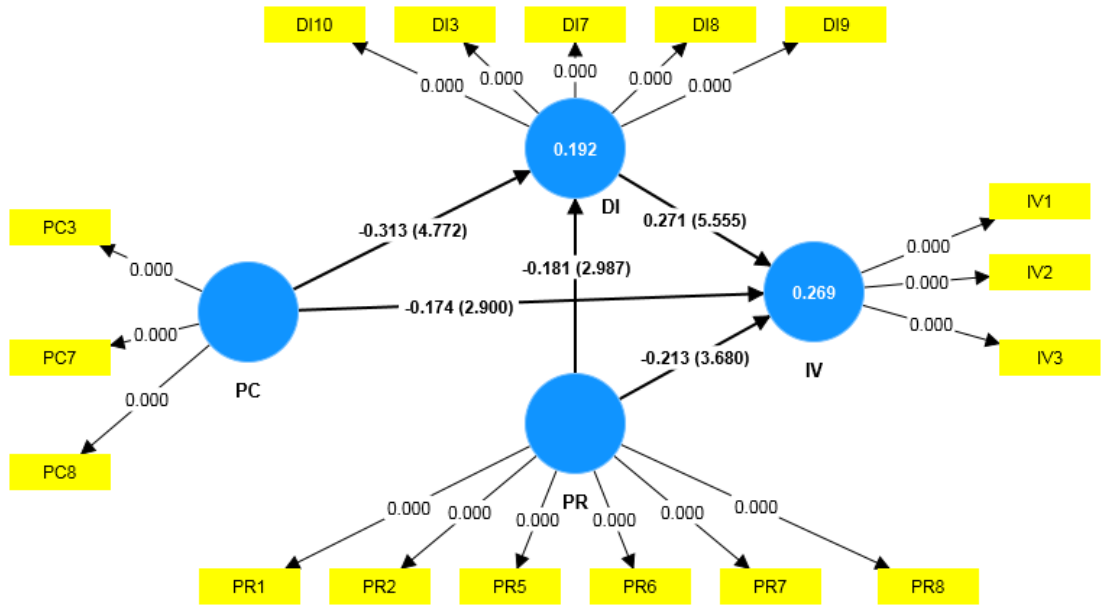 DI10 DI3 DI7 DI8 DI9
0.000 0.000 0.000 0.000 0.000
0.192
DI
PC3
0.000
-0.313 (4.772)
0.271 (5.555)
-0.181 (2.987)
IV1
0.000
IV2
0.000
0.269
-0.174 (2.900)
0.000
IV3
IV
PC7
0.000
PC
-0.213 (3.680)
0.000
PC8
PR
0.000 0.000 0.000 0.000 0.000 0.000
PR1 PR2 PR5 PR6 PR7 PR8